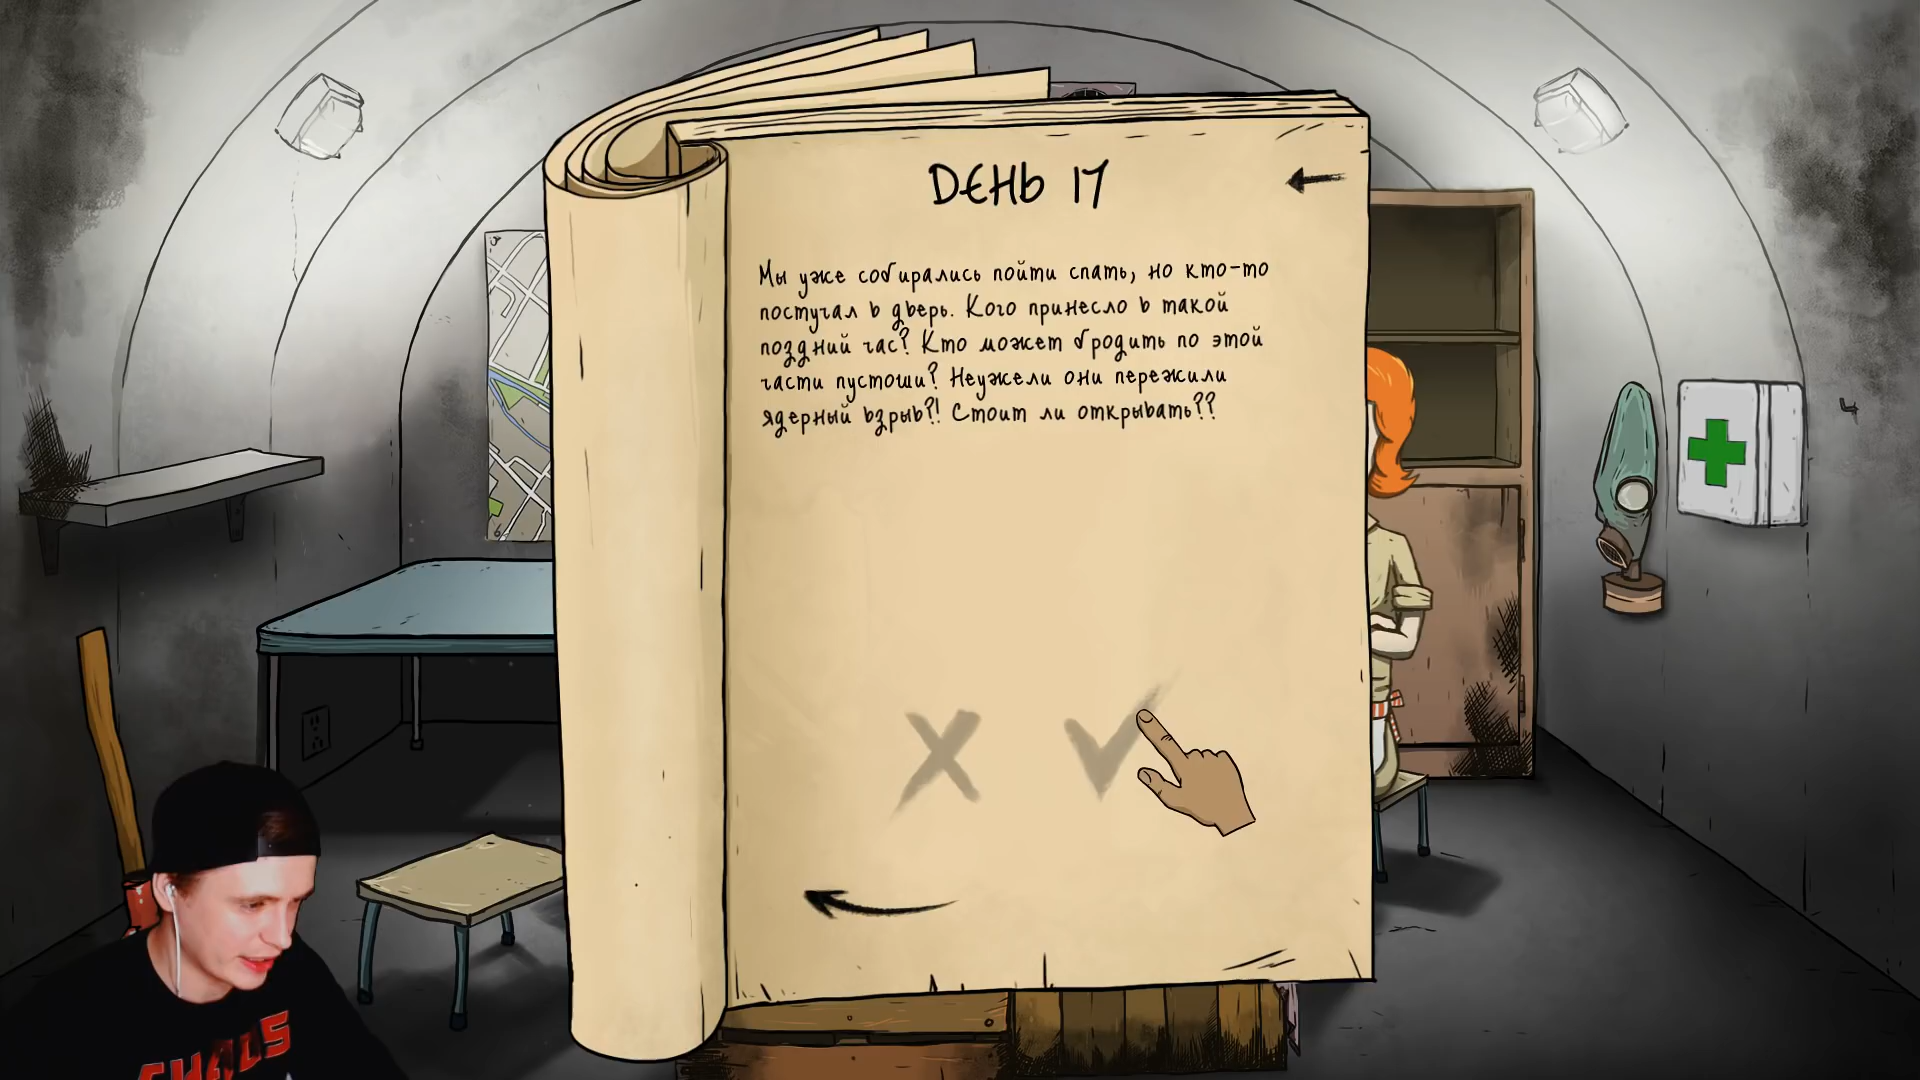 ДЕНЬ 17
Мы уже собирались пойти спать, но кто-то
постучал в дверь. Кого принесло в такой
поздний час? Кто может бродить по этой
части пустоши? Неужели они пережили
ядерный взрыв?! Стоит ли открывать??
CHAOS